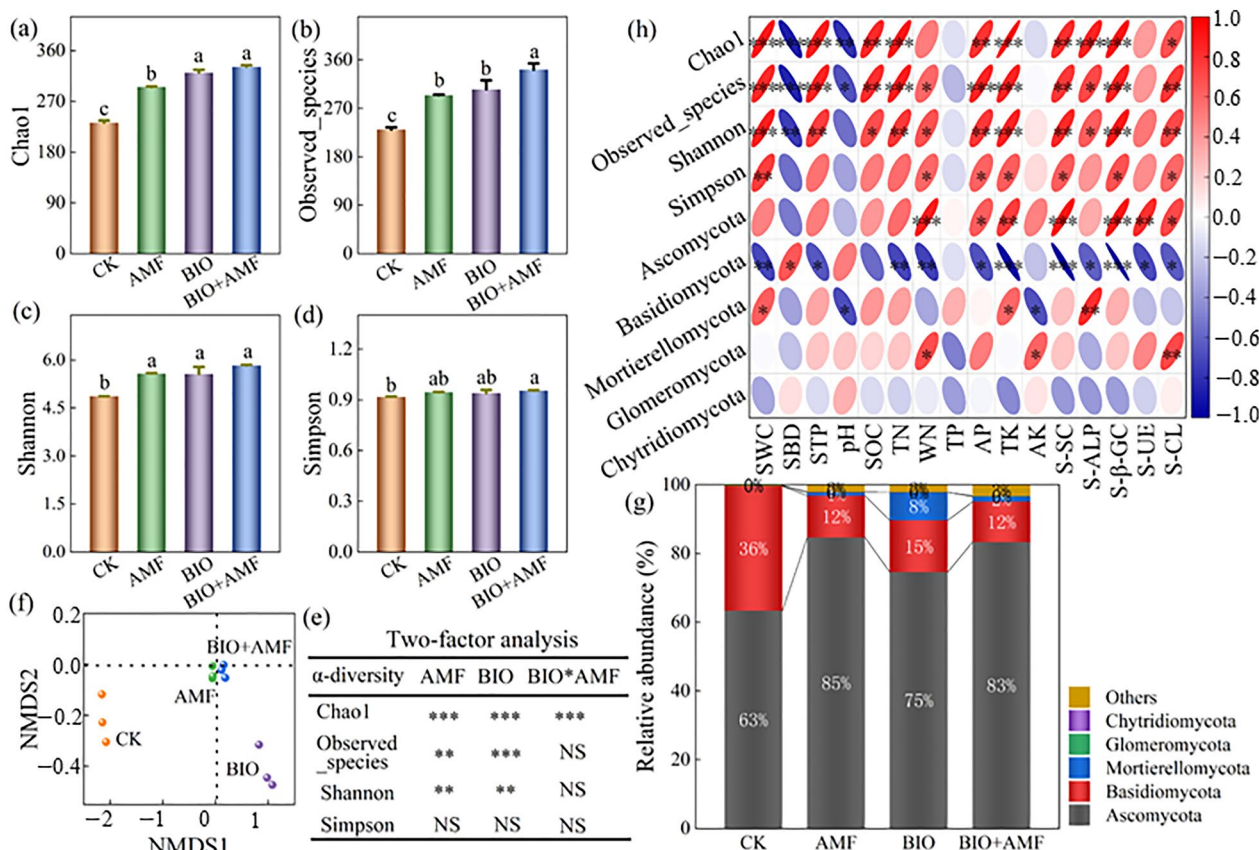 (a)
Chao1
360
270
180
90
0
c
b
a
a
CK
AMF
BIO
BIO+AMF
(b)
Observed_species
360
270
180
90
0
c
b
b
a
CK
AMF
BIO
BIO+AMF
(c)
Shannon
6.0
4.5
3.0
1.5
0.0
b
a
a
a
CK
AMF
BIO
BIO+AMF
(d)
Simpson
1.2
0.9
0.6
0.3
0.0
b
ab
ab
a
CK
AMF
BIO
BIO+AMF
(f)
NMDS2
0.2
0.0
−0.2
−0.4
BIO+AMF
AMF
CK
BIO
−2
−1
0
1
NMDS1
(e)
Two-factor analysis
α-diversity AMF BIO BIO*AMF
Chao1 *** *** ***
Observed
_species ** *** NS
Shannon ** ** NS
Simpson NS NS NS
(h)
Chao1
Observed_species
Shannon
Simpson
Ascomycota
Basidiomycota
Mortierellomycota
Glomeromycota
Chytridiomycota
SWC
SBD
STP
pH
SOC
TN
WN
TP
AP
TK
AK
S-SC
S-ALP
S-β-GC
S-UE
S-CL
1.0
0.8
0.6
0.4
0.2
0.0
−0.2
−0.4
−0.6
−0.8
−1.0
(g)
Relative abundance (%)
100
80
60
40
20
0
0%
36%
63%
12%
85%
8%
15%
75%
12%
83%
CK
AMF
BIO
BIO+AMF
Others
Chytridiomycota
Glomeromycota
Mortierellomycota
Basidiomycota
Ascomycota